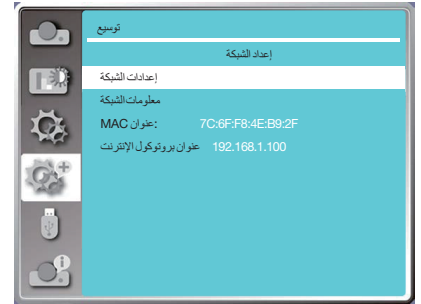 توسيع
إعداد الشبكة
إعدادات الشبكة
معلومات الشبكة
عنوان MAC: 7C:6F:F8:4E:B9:2F
عنوان بروتوكول الإنترنت 192.168.1.100